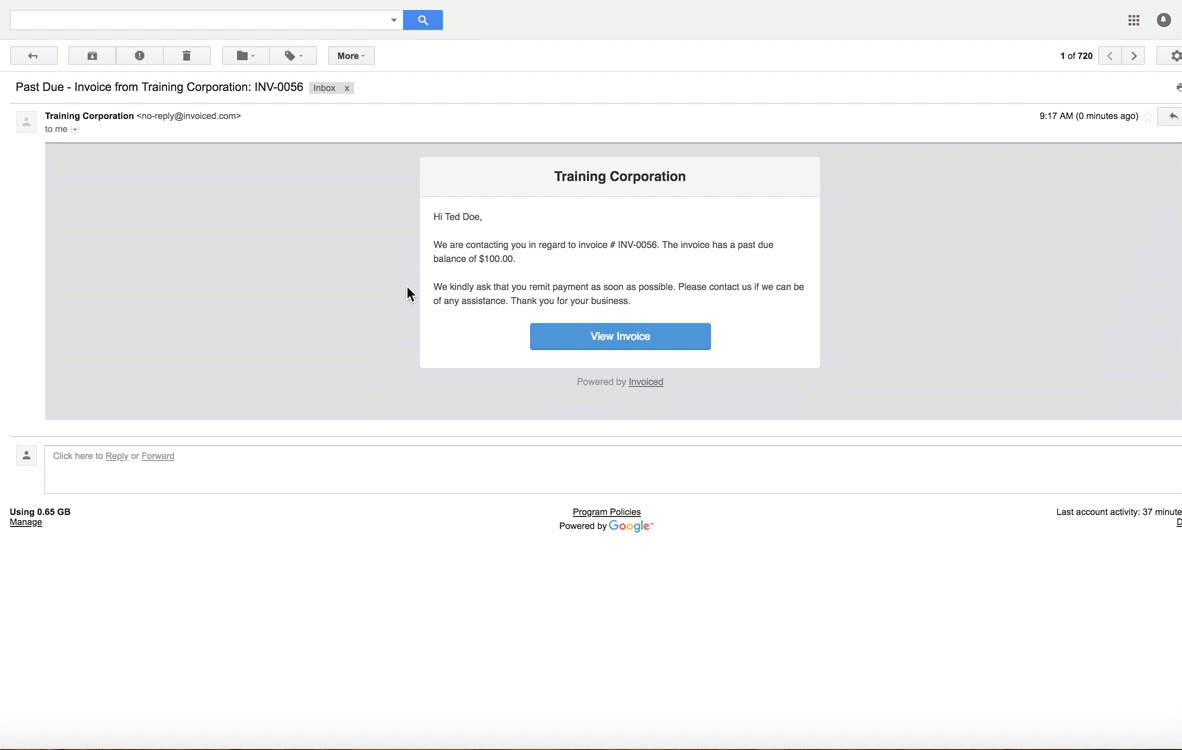 More
1 of 720
Past Due - Invoice from Training Corporation: INV-0056 Inbox x
Training Corporation <no-reply@invoiced.com>
9:17 AM (0 minutes ago)
to me
Training Corporation
Hi Ted Doe,
We are contacting you in regard to invoice # INV-0056. The invoice has a past due
balance of $100.00.
We kindly ask that you remit payment as soon as possible. Please contact us if we can be
of any assistance. Thank you for your business.
View Invoice
Powered by Invoiced
Click here to Reply or Forward
Using 0.65 GB
Manage
Program Policies
Powered by Google™
Last account activity: 37 minute
D